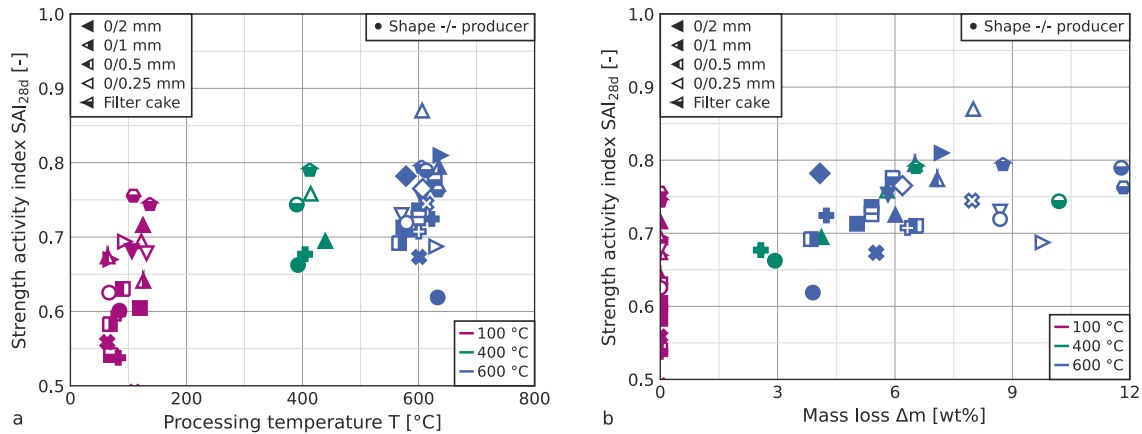 1.0
0.9
0.8
0.7
0.6
0.5
Strength activity index SAI28d [-]
0/2 mm
0/1 mm
0/0.5 mm
0/0.25 mm
Filter cake
Shape -/- producer
100 °C
400 °C
600 °C
0 200 400 600 800
a Processing temperature T [°C]
1.0
0.9
0.8
0.7
0.6
0.5
Strength activity index SAI28d [-]
0/2 mm
0/1 mm
0/0.5 mm
0/0.25 mm
Filter cake
Shape -/- producer
100 °C
400 °C
600 °C
0 3 6 9 12
b Mass loss Δm [wt%]